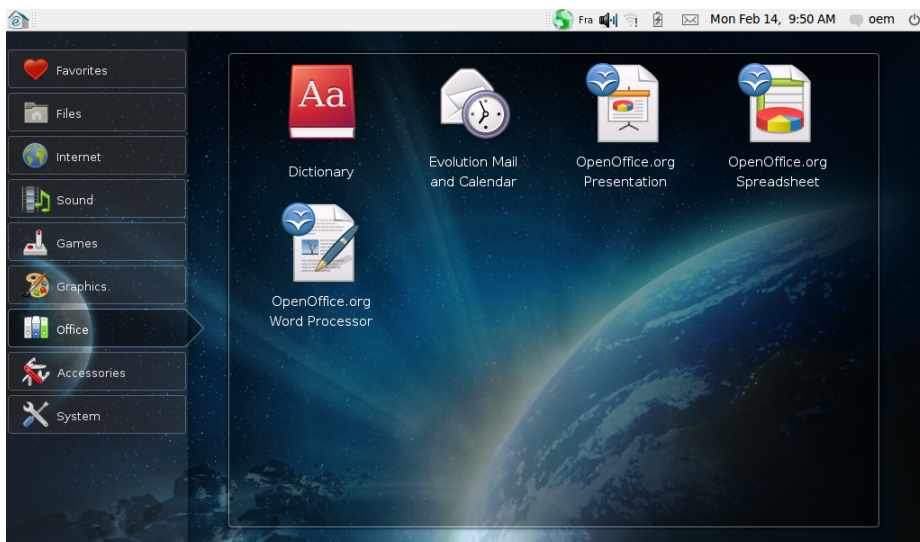 Fra Mon Feb 14, 9:50 AM oem
Favorites
Files
Internet
Sound
Games
Graphics
Office
Accessories
System
Aa
Dictionary
Evolution Mail
and Calendar
OpenOffice.org
Presentation
OpenOffice.org
Spreadsheet
OpenOffice.org
Word Processor